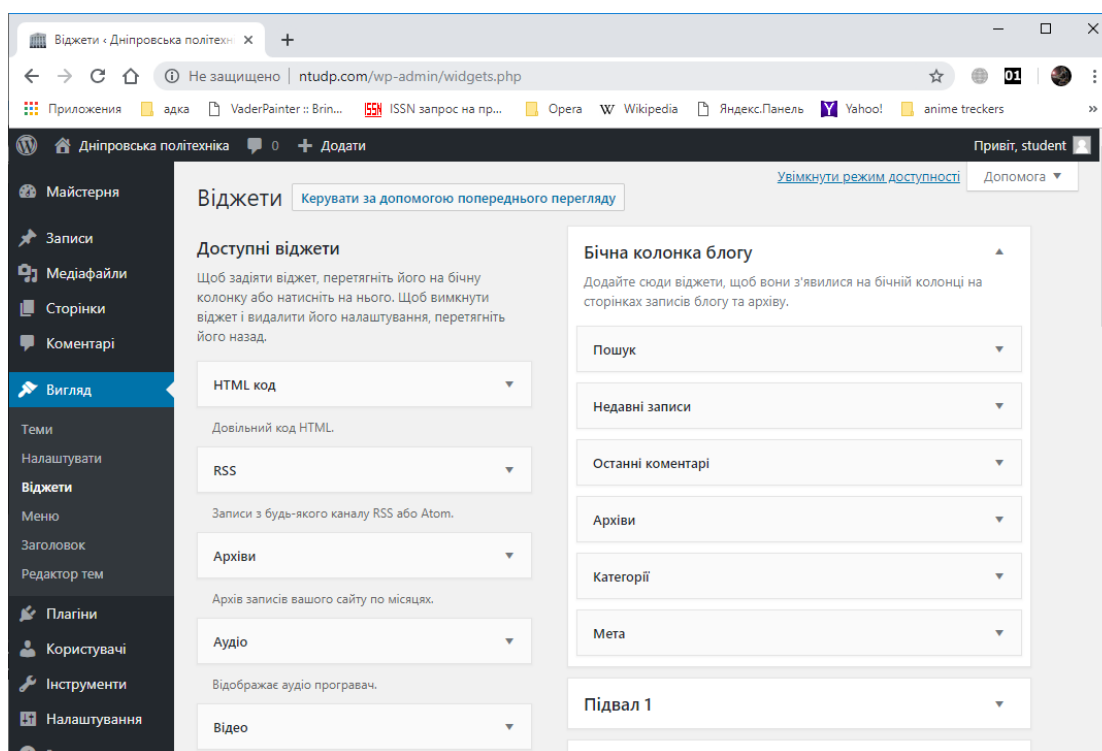 Віджети ‹ Дніпровська політехн
Не защищено | ntudp.com/wp-admin/widgets.php
01
Приложения адка VaderPainter :: Brin... ISSN запрос на пр... Opera Wikipedia Яндекс.Панель Yahoo! anime treckers »
Дніпровська політехніка 0 Додати Привіт, student
Майстерня
Записи
Медіафайли
Сторінки
Коментарі
Вигляд
Теми
Налаштувати
Віджети
Меню
Заголовок
Редактор тем
Плагіни
Користувачі
Інструменти
Налаштування
Увімкнути режим доступності
Допомога
Віджети
Керувати за допомогою попереднього перегляду
Доступні віджети
Щоб задіяти віджет, перетягніть його на бічну
колонку або натисніть на нього. Щоб вимкнути
віджет і видалити його налаштування, перетягніть
його назад.
HTML код
Довільний код HTML.
RSS
Записи з будь-якого каналу RSS або Atom.
Архіви
Архів записів вашого сайту по місяцях.
Аудіо
Відображає аудіо програвач.
Відео
Бічна колонка блогу
Додайте сюди віджети, щоб вони з'явилися на бічній колонці на
сторінках записів блогу та архіву.
Пошук
Недавні записи
Останні коментарі
Архіви
Категорії
Мета
Підвал 1